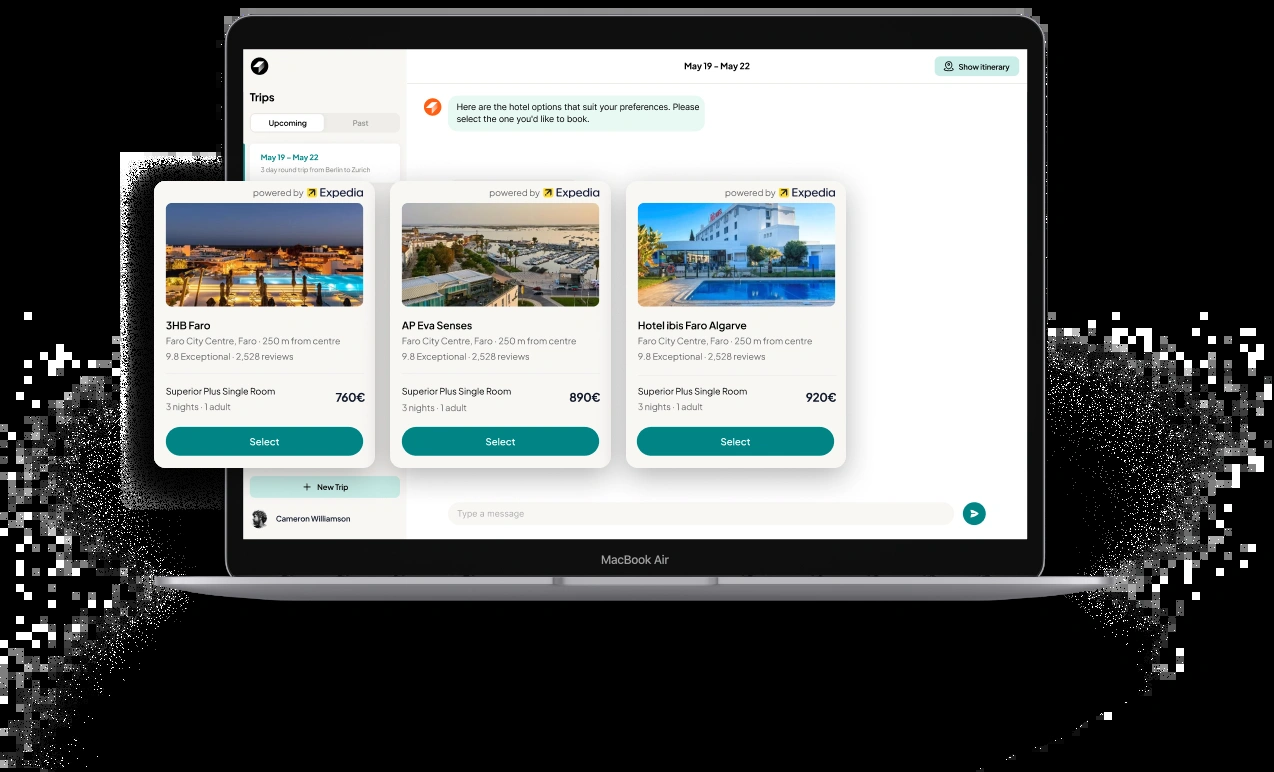 May 19 – May 22
Show itinerary
Trips
Upcoming
Past
Here are the hotel options that suit your preferences. Please
select the one you'd like to book.
May 19 – May 22
3 day round trip from Berlin to Zurich
powered by Expedia
3HB Faro
Faro City Centre, Faro · 250 m from centre
9.8 Exceptional · 2,528 reviews
Superior Plus Single Room
3 nights · 1 adult
760€
Select
powered by Expedia
AP Eva Senses
Faro City Centre, Faro · 250 m from centre
9.8 Exceptional · 2,528 reviews
Superior Plus Single Room
3 nights · 1 adult
890€
Select
powered by Expedia
Hotel ibis Faro Algarve
Faro City Centre, Faro · 250 m from centre
9.8 Exceptional · 2,528 reviews
Superior Plus Single Room
3 nights · 1 adult
920€
Select
+ New Trip
Cameron Williamson
Type a message
MacBook Air